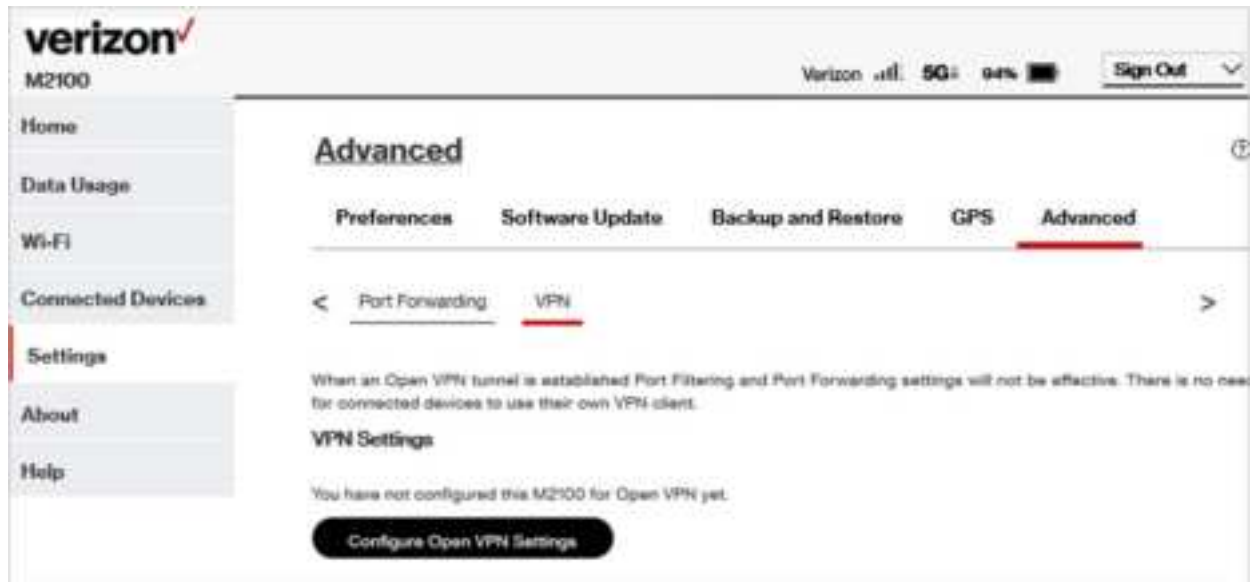 verizon
M2100
Verizon 5G 94% Sign Out
Home
Data Usage
Wi-Fi
Connected Devices
Settings
About
Help
Advanced
Preferences Software Update Backup and Restore GPS Advanced
< Port Forwarding VPN >
When an Open VPN tunnel is established Port Filtering and Port Forwarding settings will not be effective. There is no
for connected devices to use their own VPN client.
VPN Settings
You have not configured this M2100 for Open VPN yet.
Configure Open VPN Settings